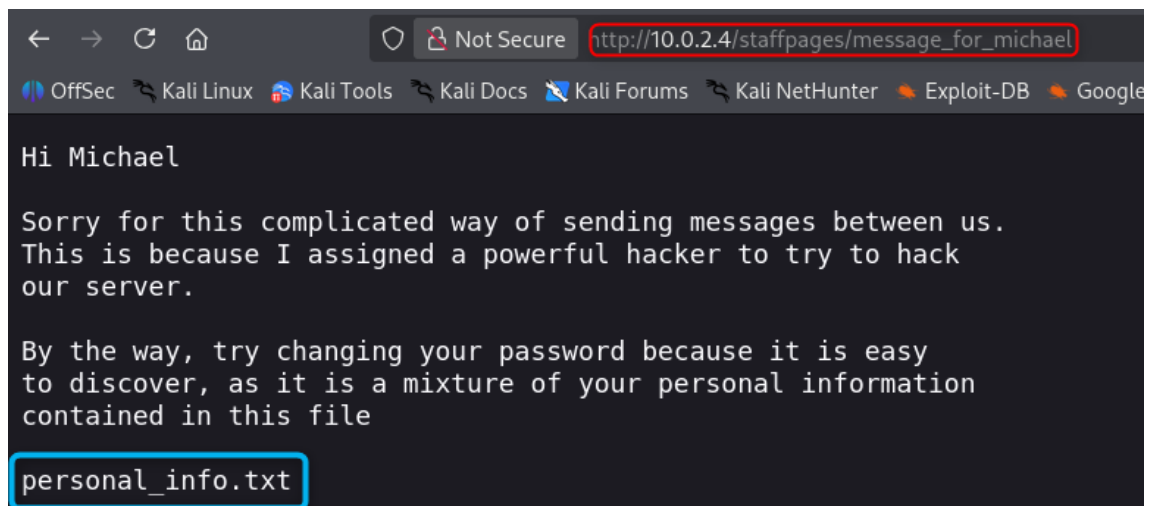 Not Secure http://10.0.2.4/staffpages/message_for_michael
OffSec Kali Linux Kali Tools Kali Docs Kali Forums Kali NetHunter Exploit-DB Google
Hi Michael
Sorry for this complicated way of sending messages between us.
This is because I assigned a powerful hacker to try to hack
our server.
By the way, try changing your password because it is easy
to discover, as it is a mixture of your personal information
contained in this file
personal_info.txt